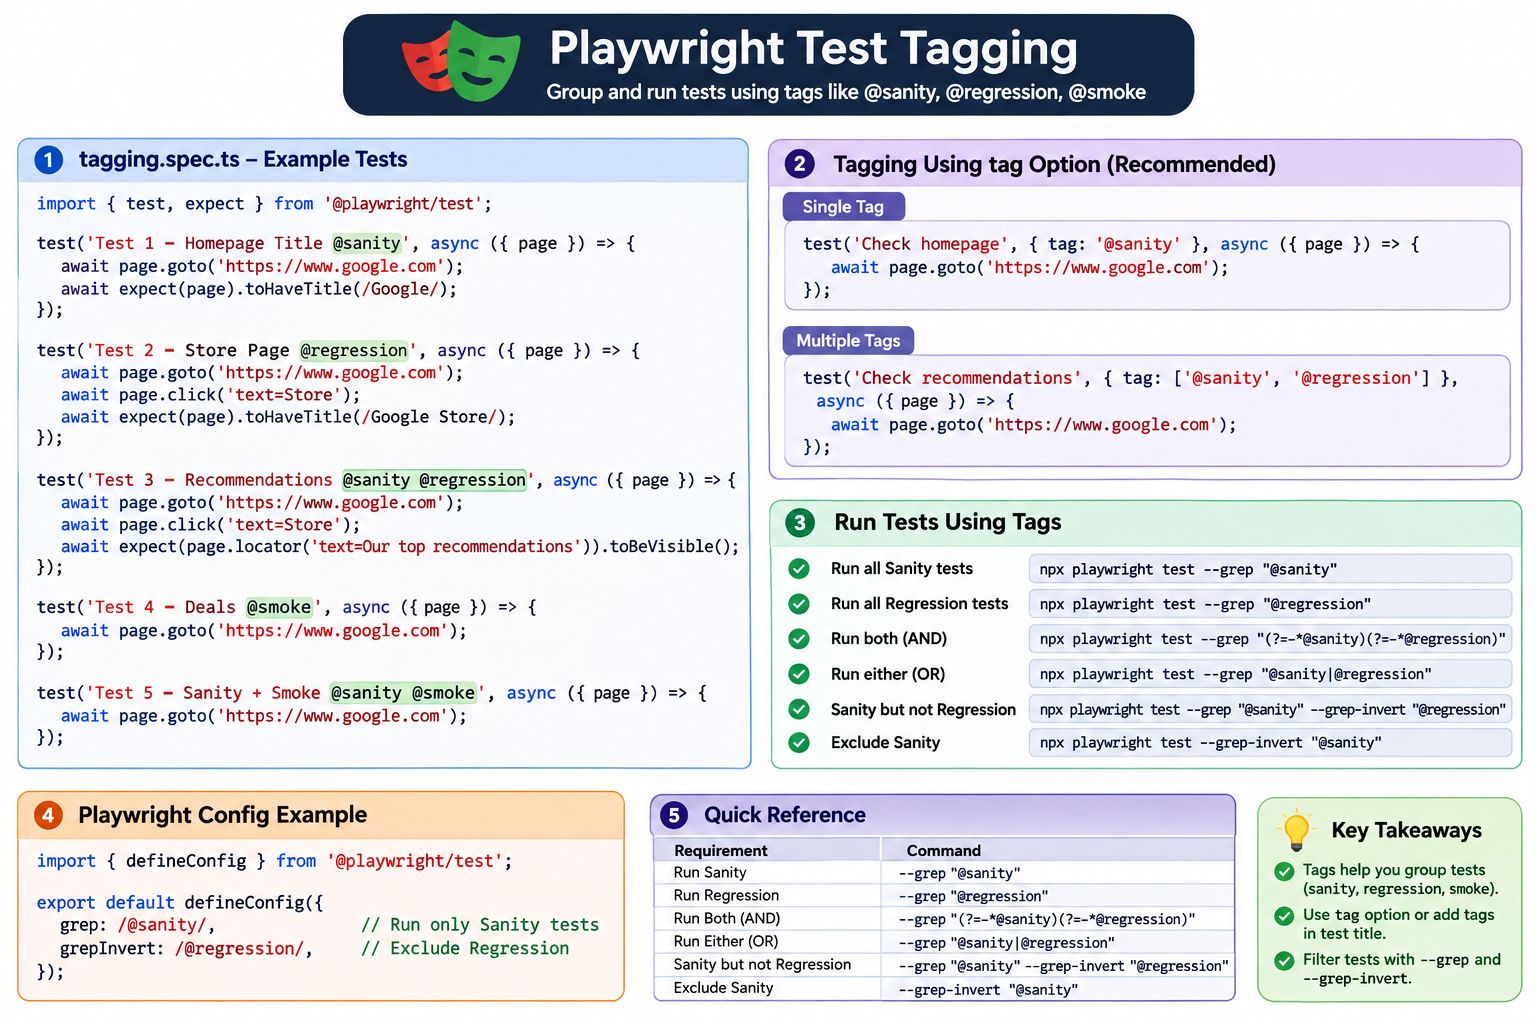 Playwright Test Tagging
Group and run tests using tags like @sanity, @regression, @smoke
1 tagging.spec.ts – Example Tests
import { test, expect } from '@playwright/test';
test('Test 1 – Homepage Title @sanity', async ({ page }) => {
await page.goto('https://www.google.com');
await expect(page).toHaveTitle(/Google/);
});
test('Test 2 – Store Page @regression', async ({ page }) => {
await page.goto('https://www.google.com');
await page.click('text=Store');
await expect(page).toHaveTitle(/Google Store/);
});
test('Test 3 – Recommendations @sanity @regression', async ({ page }) => {
await page.goto('https://www.google.com');
await page.click('text=Store');
await expect(page.locator('text=Our top recommendations')).toBeVisible();
});
test('Test 4 – Deals @smoke', async ({ page }) => {
await page.goto('https://www.google.com');
});
test('Test 5 – Sanity + Smoke @sanity @smoke', async ({ page }) => {
await page.goto('https://www.google.com');
});
2 Tagging Using tag Option (Recommended)
Single Tag
test('Check homepage', { tag: '@sanity' }, async ({ page }) => {
await page.goto('https://www.google.com');
});
Multiple Tags
test('Check recommendations', { tag: ['@sanity', '@regression'] },
async ({ page }) => {
await page.goto('https://www.google.com');
});
3 Run Tests Using Tags
Run all Sanity tests npx playwright test --grep "@sanity"
Run all Regression tests npx playwright test --grep "@regression"
Run both (AND) npx playwright test --grep "(?=–*@sanity)(?=–*@regression)"
Run either (OR) npx playwright test --grep "@sanity|@regression"
Sanity but not Regression npx playwright test --grep "@sanity" --grep-invert "@regression"
Exclude Sanity npx playwright test --grep-invert "@sanity"
4 Playwright Config Example
import { defineConfig } from '@playwright/test';
export default defineConfig({
grep: /@sanity/, // Run only Sanity tests
grepInvert: /@regression/, // Exclude Regression
});
5 Quick Reference
Requirement Command
Run Sanity --grep "@sanity"
Run Regression --grep "@regression"
Run Both (AND) --grep "(?=–*@sanity)(?=–*@regression)"
Run Either (OR) --grep "@sanity|@regression"
Sanity but not Regression --grep "@sanity" --grep-invert "@regression"
Exclude Sanity --grep-invert "@sanity"
Key Takeaways
Tags help you group tests
(sanity, regression, smoke).
Use tag option or add tags
in test title.
Filter tests with --grep and
--grep-invert.